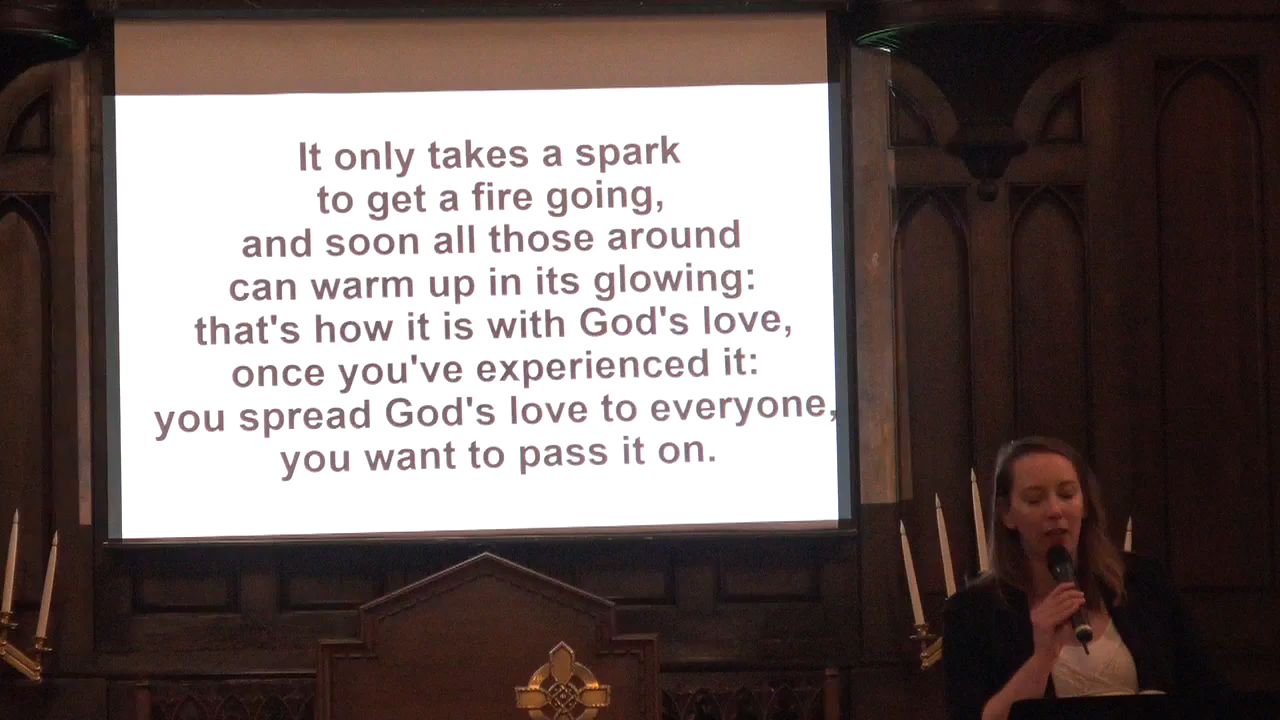 It only takes a spark
to get a fire going,
and soon all those around
can warm up in its glowing:
that's how it is with God's love,
once you've experienced it:
you spread God's love to everyone,
you want to pass it on.